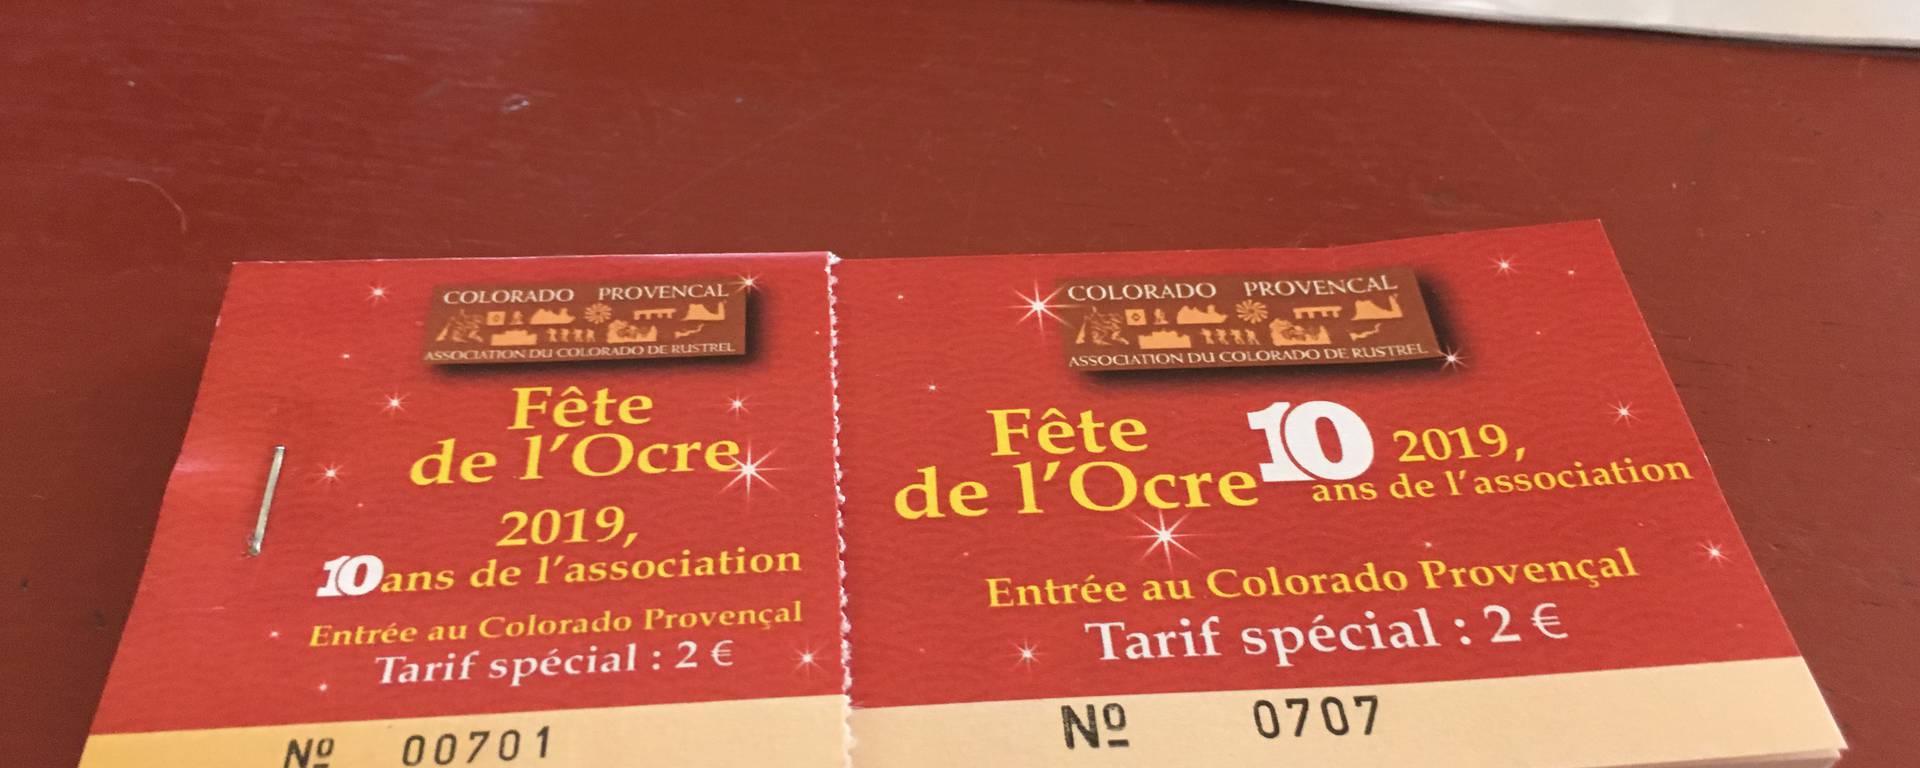 COLORADO PROVENCAL
ASSOCIATION DU COLORADO DE RUSTREL
Fête
de l'Ocre
2019,
10 ans de l'association
Entrée au Colorado Provençal
Tarif spécial : 2 €
Nº 00701
COLORADO PROVENCAL
ASSOCIATION DU COLORADO DE RUSTREL
Fête
de l'Ocre
10 2019,
ans de l'association
Entrée au Colorado Provençal
Tarif spécial : 2 €
Nº 0707